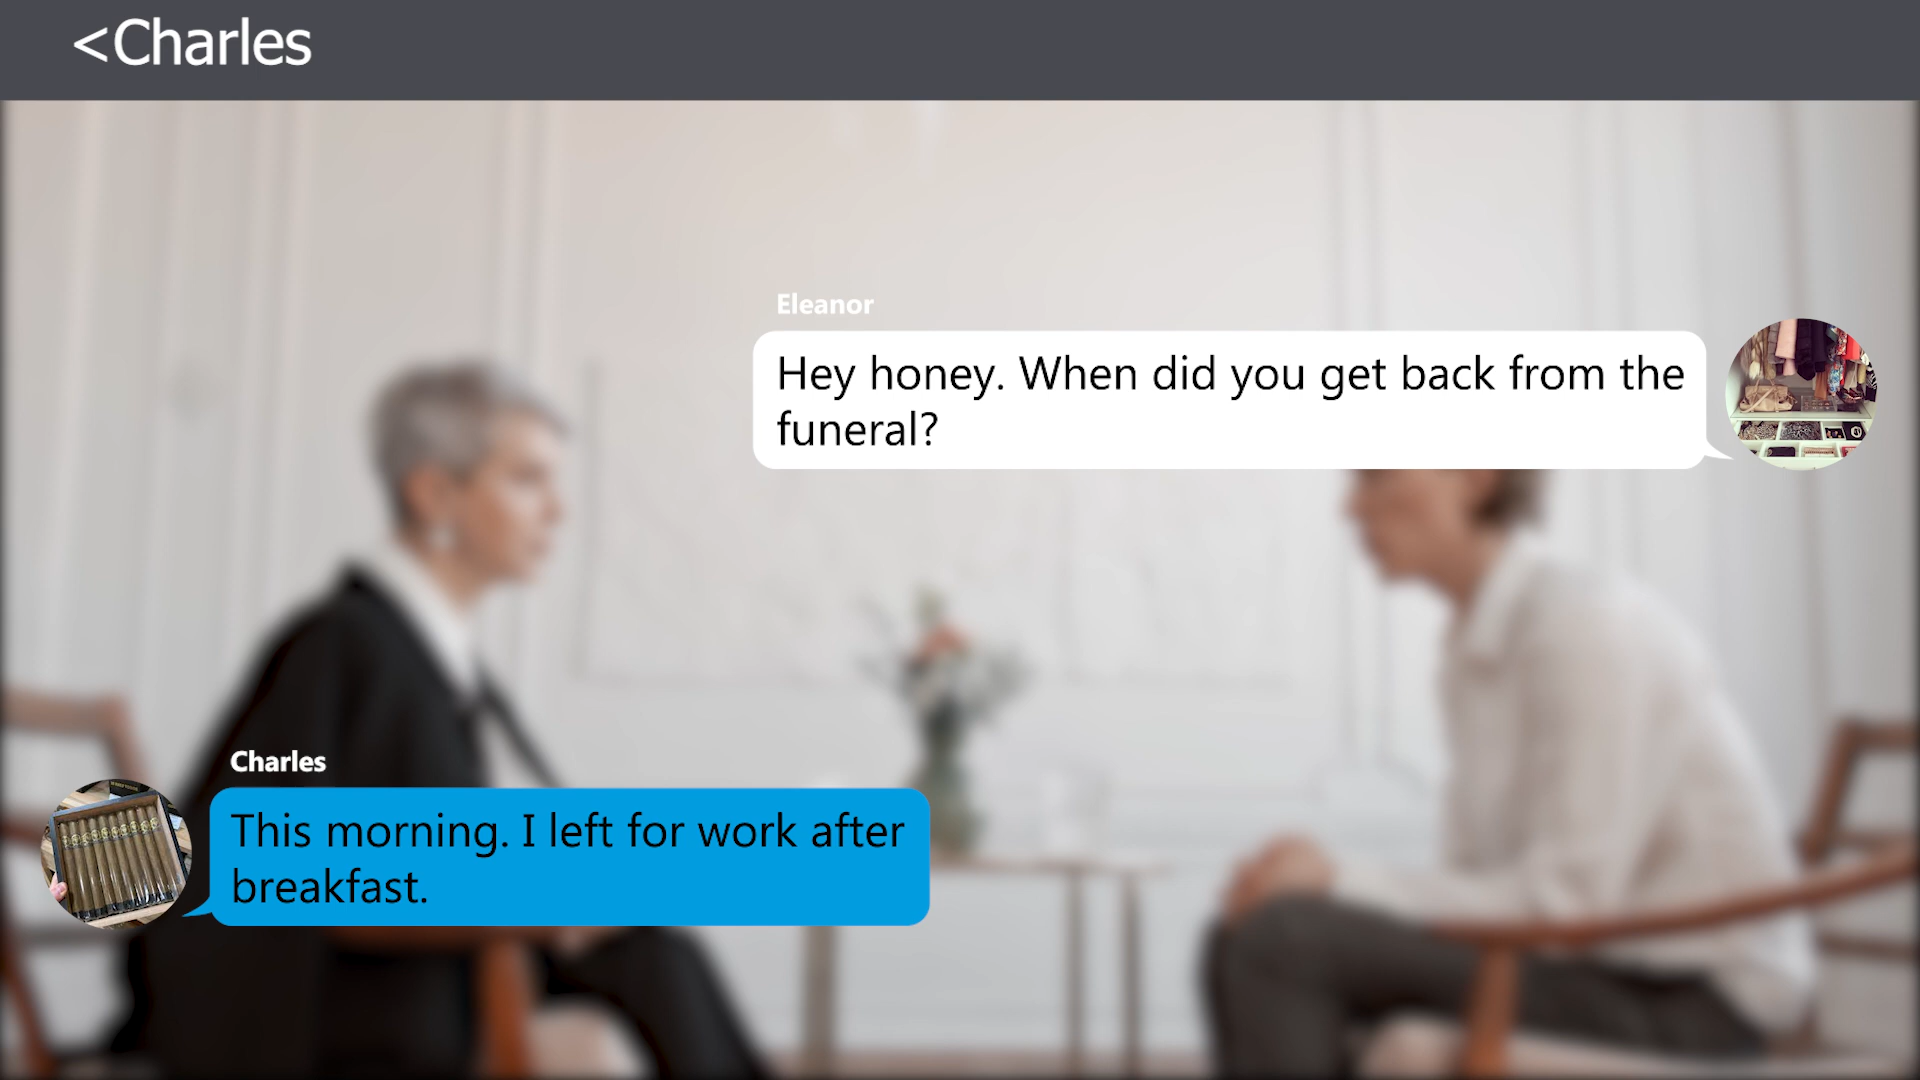 <Charles
Eleanor
Hey honey. When did you get back from the
funeral?
Charles
This morning. I left for work after
breakfast.